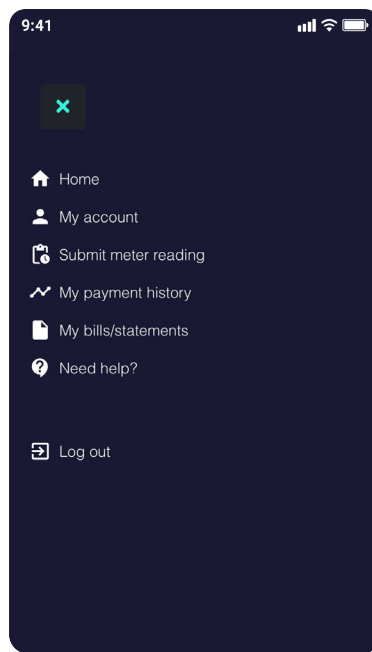 9:41
Home
My account
Submit meter reading
My payment history
My bills/statements
Need help?
Log out